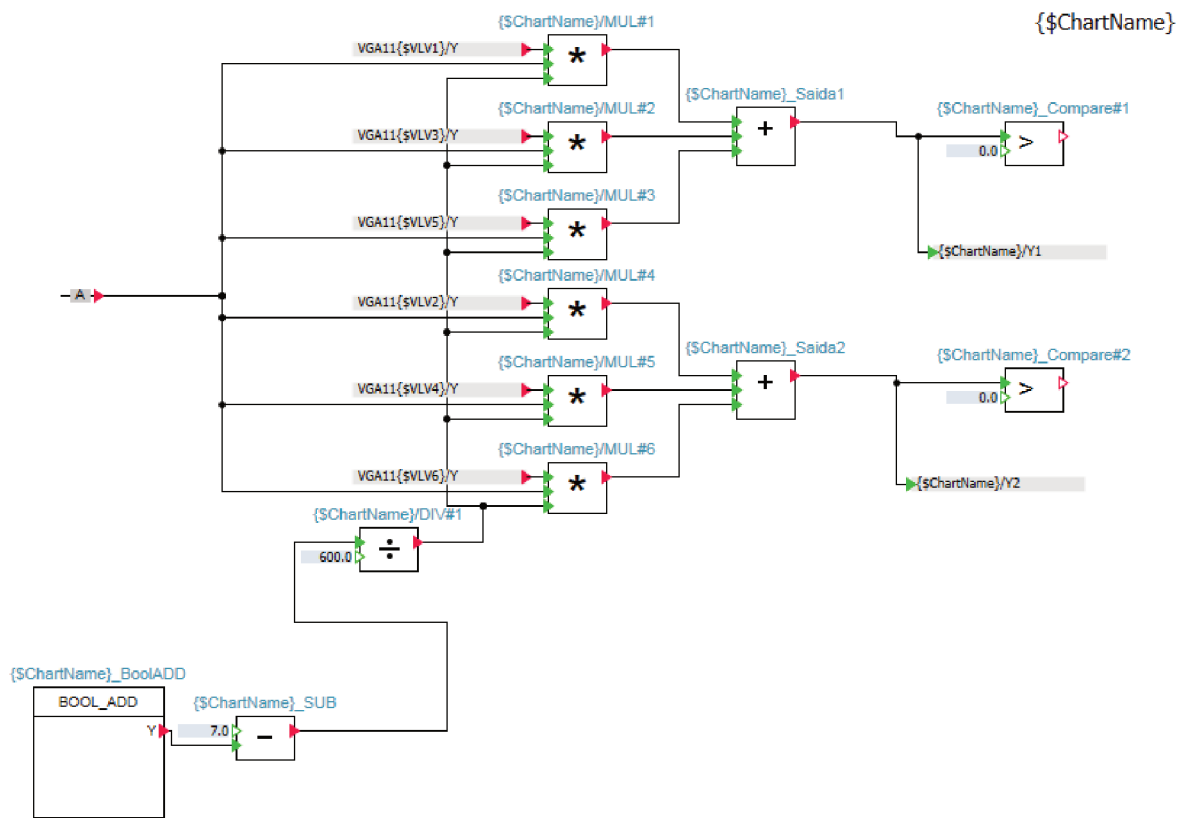 {$ChartName}
{$ChartName}/MUL#1
VGA11{$VLV1}/Y
*
{$ChartName}/MUL#2
VGA11{$VLV3}/Y
*
{$ChartName}_Saida1
+
{$ChartName}_Compare#1
0.0
>
{$ChartName}/MUL#3
VGA11{$VLV5}/Y
*
{$ChartName}/Y1
A
{$ChartName}/MUL#4
VGA11{$VLV2}/Y
*
{$ChartName}_Saida2
+
{$ChartName}_Compare#2
0.0
>
{$ChartName}/MUL#5
VGA11{$VLV4}/Y
*
{$ChartName}/MUL#6
VGA11{$VLV6}/Y
*
{$ChartName}/Y2
{$ChartName}/DIV#1
600.0
÷
{$ChartName}_BoolADD
BOOL_ADD
Y
{$ChartName}_SUB
7.0
−